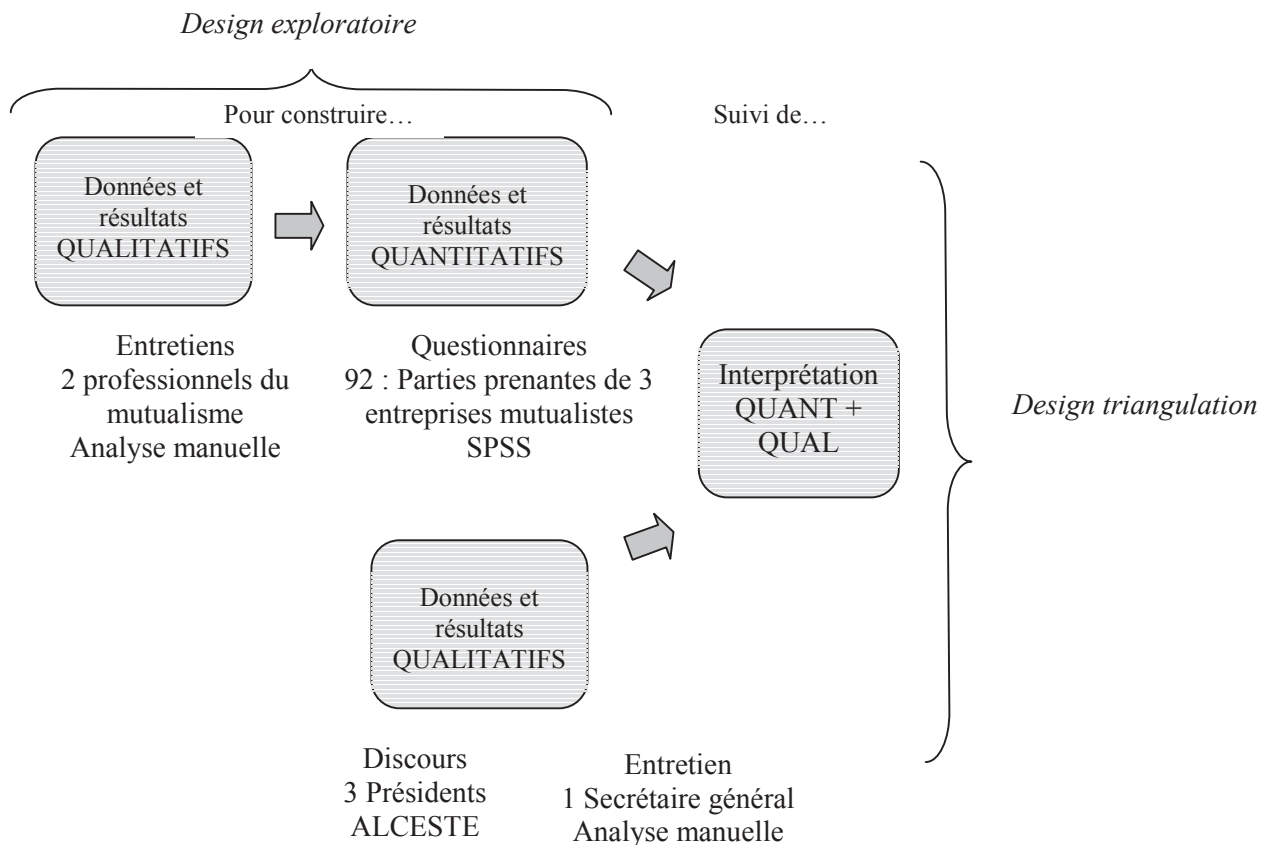 Design exploratoire
Pour construire…
Suivi de…
Données et
résultats
QUALITATIFS
Données et
résultats
QUANTITATIFS
Entretiens
2 professionnels du
mutualisme
Analyse manuelle
Questionnaires
92 : Parties prenantes de 3
entreprises mutualistes
SPSS
Interprétation
QUANT +
QUAL
Design triangulation
Données et
résultats
QUALITATIFS
Discours
3 Présidents
ALCESTE
Entretien
1 Secrétaire général
Analyse manuelle